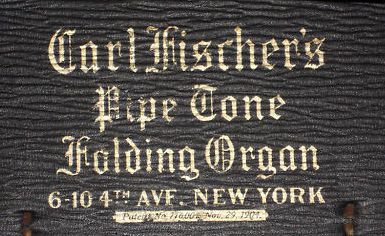 Carl Fischer's
Pipe Tone
Folding Organ
6-10 4TH AVE. NEW YORK
Patent No. Nov. 29, 1904.